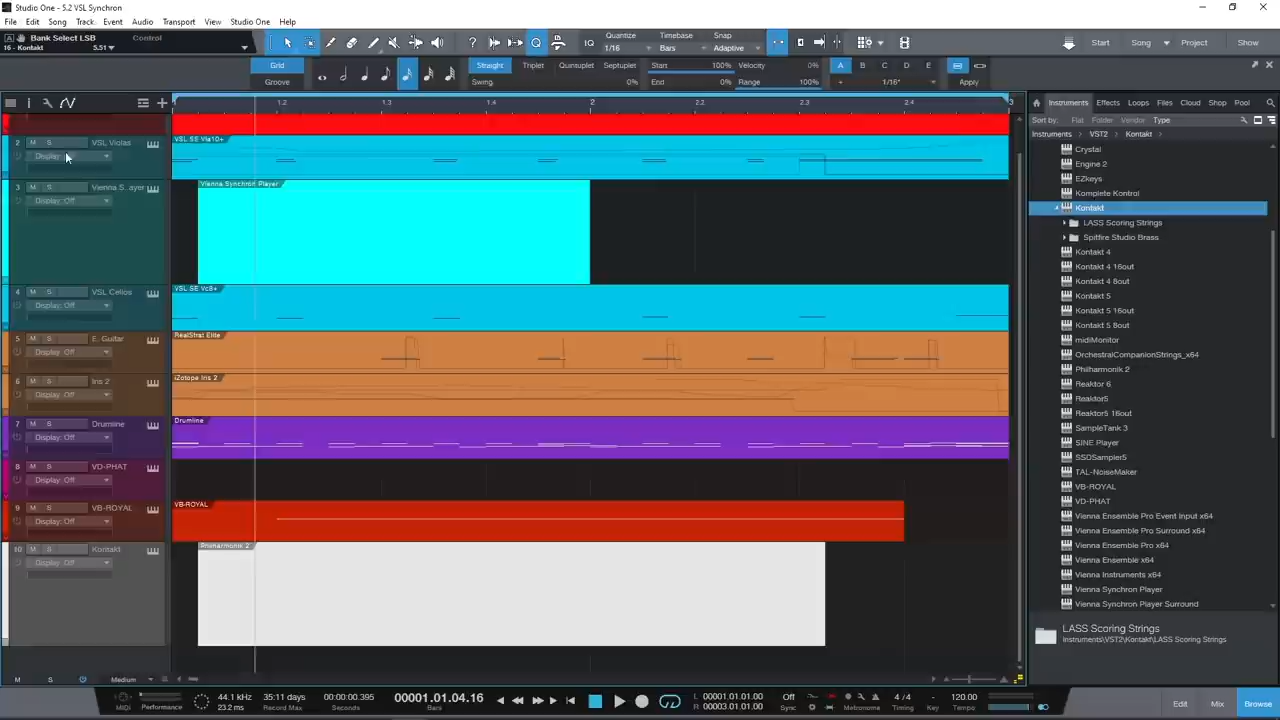 Studio One - 5.2 VSL Synchron
File Edit Song Track Event Audio Transport View Studio One Help
Bank Select LSB Control
16 - Kontakt 5.51
IQ Quantize 1/16 Timebase Bars Snap Adaptive
Start Song Project Show
Grid Groove
Straight Triplet Quintuplet Septuplet
Swing 0%
Start 100% Velocity 0%
End 0% Range 100%
A B C D E
1/16* Apply
1.2 1.3 1.4 2 2.2 2.3 2.4 3
2 M S VSL Violas
Display
VSL SE Vla10+
3 M S Vienna S..ayer
Display: Off
Vienna Synchron Player
4 M S VSL Cellos
Display: Off
VSL SE Vc8+
5 M S E. Guitar
Display: Off
RealStrat Elite
6 M S Iris 2
Display: Off
iZotope Iris 2
7 M S Drumline
Display: Off
Drumline
8 M S VD-PHAT
Display: Off
9 M S VB-ROYAL
Display: Off
VB-ROYAL
10 M S Kontakt
Display: Off
Philharmonik 2
M S Medium
Instruments Effects Loops Files Cloud Shop Pool
Sort by: Flat Folder Vendor Type
Instruments VST2 Kontakt
Crystal
Engine 2
EZkeys
Komplete Kontrol
Kontakt
LASS Scoring Strings
Spitfire Studio Brass
Kontakt 4
Kontakt 4 16out
Kontakt 4 8out
Kontakt 5
Kontakt 5 16out
Kontakt 5 8out
midiMonitor
OrchestralCompanionStrings_x64
Philharmonik 2
Reaktor 6
Reaktor5
Reaktor5 16out
SampleTank 3
SINE Player
SSDSampler5
TAL-NoiseMaker
VB-ROYAL
VD-PHAT
Vienna Ensemble Pro Event Input x64
Vienna Ensemble Pro Surround x64
Vienna Ensemble Pro x64
Vienna Ensemble x64
Vienna Instruments x64
Vienna Synchron Player
Vienna Synchron Player Surround
LASS Scoring Strings
Instruments\VST2\Kontakt\LASS Scoring Strings
MIDI Performance
44.1 kHz
23.2 ms
35:11 days
Record Max
00:00:00.395
Seconds
00001.01.04.16
Bars
L 00001.01.01.00
R 00003.01.01.00
Off
Sync
Metronome
4 / 4
Timing
-
Key
120.00
Tempo
Edit Mix Browse